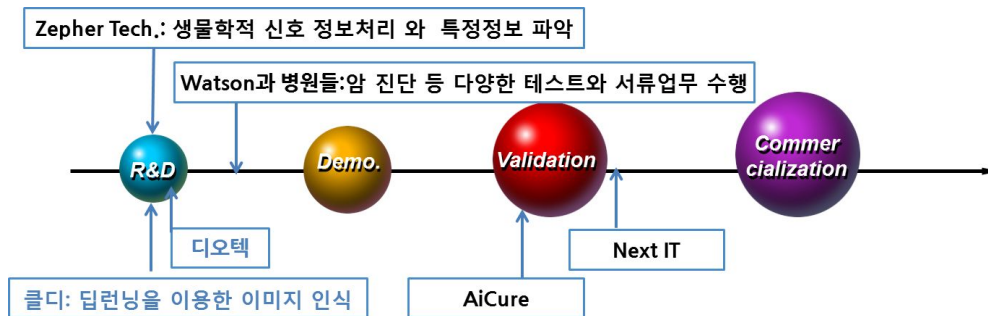 Zepher Tech.: 생물학적 신호 정보처리 와 특정정보 파악
Watson과 병원들:암 진단 등 다양한 테스트와 서류업무 수행
R&D
Demo.
Validation
Commer
cialization
디오텍
Next IT
클디: 딥런닝을 이용한 이미지 인식
AiCure